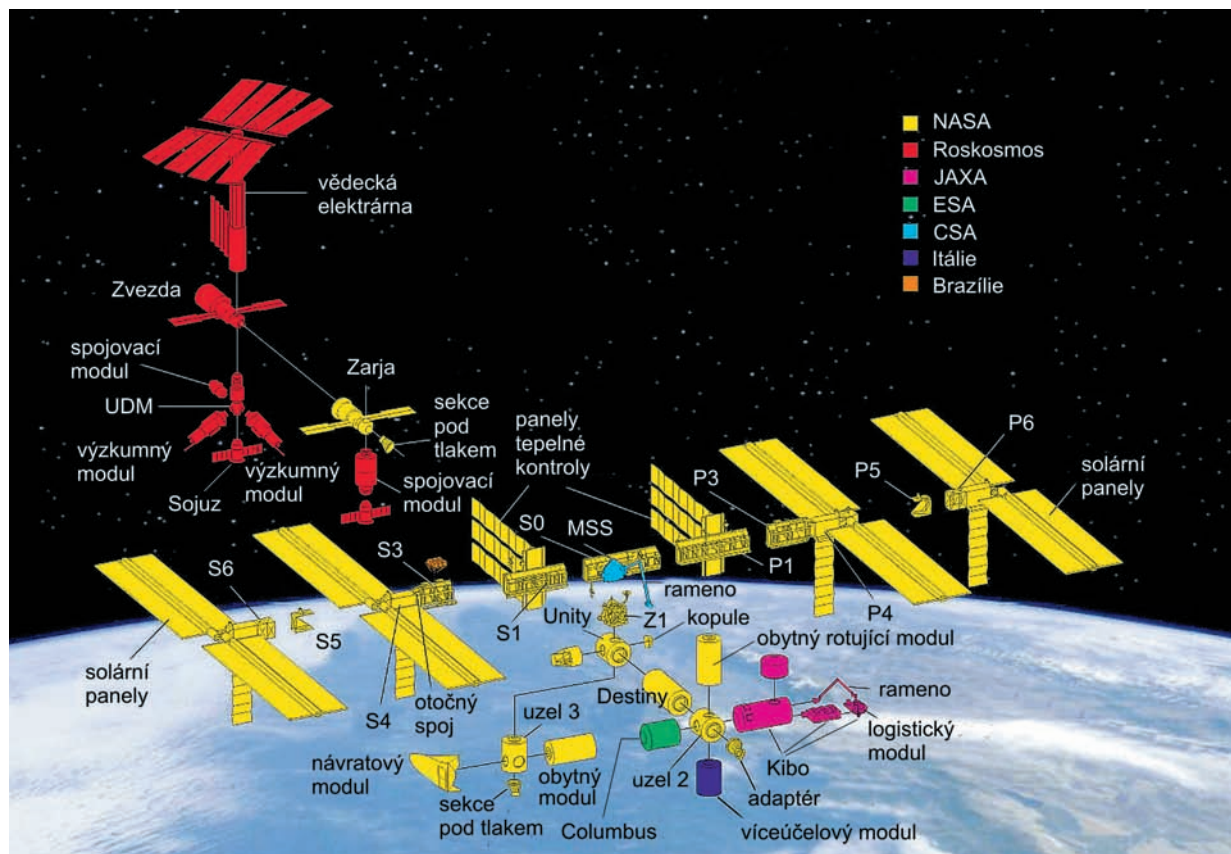 NASA
Roskosmos
JAXA
ESA
CSA
Itálie
Brazílie
vědecká
elektrárna
Zvezda
spojovací
modul
UDM
výzkumný
modul
Sojuz
výzkumný
modul
Zarja
sekce
pod
tlakem
spojovací
modul
panely
tepelné
kontroly
S0
MSS
P3
P5
P6
solární
panely
P1
P4
S6
S5
S3
S1
solární
panely
S4
otočný
spoj
rameno
Unity
Z1
kopule
obytný rotující modul
Destiny
rameno
logistický
modul
Kibo
uzel 3
návratový
modul
obytný
modul
sekce
pod tlakem
uzel 2
adaptér
Columbus
víceúčelový modul